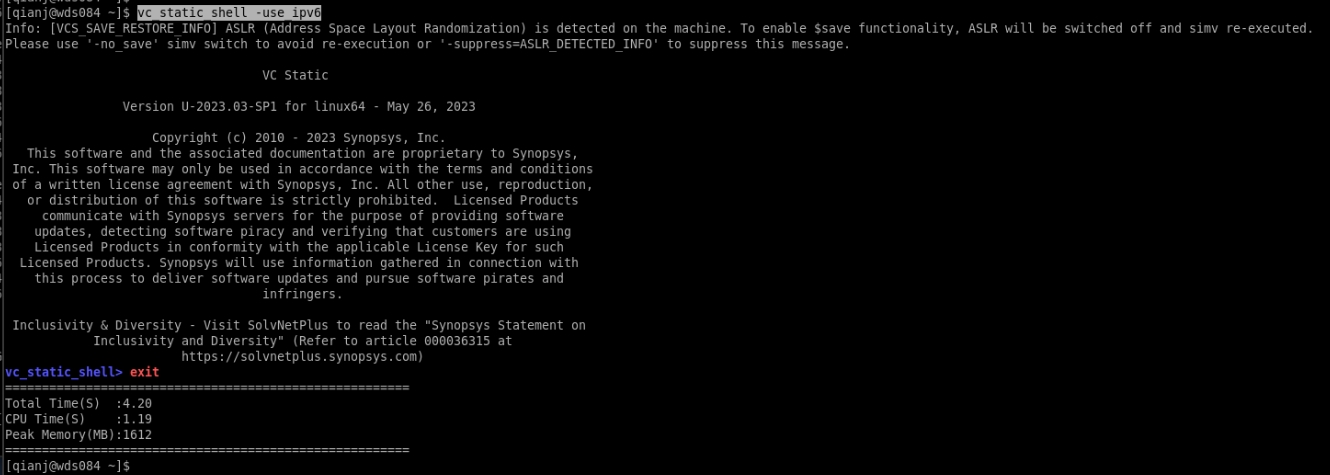 [qianj@wds084 ~]$ vc_static_shell -use_ipv6
Info: [VCS_SAVE_RESTORE_INFO] ASLR (Address Space Layout Randomization) is detected on the machine. To enable $save functionality, ASLR will be switched off and simv re-executed.
Please use '-no_save' simv switch to avoid re-execution or '-suppress=ASLR_DETECTED_INFO' to suppress this message.
VC Static
Version U-2023.03-SP1 for linux64 - May 26, 2023
Copyright (c) 2010 - 2023 Synopsys, Inc.
This software and the associated documentation are proprietary to Synopsys,
Inc. This software may only be used in accordance with the terms and conditions
of a written license agreement with Synopsys, Inc. All other use, reproduction,
or distribution of this software is strictly prohibited.  Licensed Products
communicate with Synopsys servers for the purpose of providing software
updates, detecting software piracy and verifying that customers are using
Licensed Products in conformity with the applicable License Key for such
Licensed Products. Synopsys will use information gathered in connection with
this process to deliver software updates and pursue software pirates and
infringers.
Inclusivity & Diversity - Visit SolvNetPlus to read the "Synopsys Statement on
Inclusivity and Diversity" (Refer to article 000036315 at
https://solvnetplus.synopsys.com)
vc_static_shell> exit
========================================================
Total Time(S)  :4.20
CPU Time(S)    :1.19
Peak Memory(MB):1612
========================================================
[qianj@wds084 ~]$